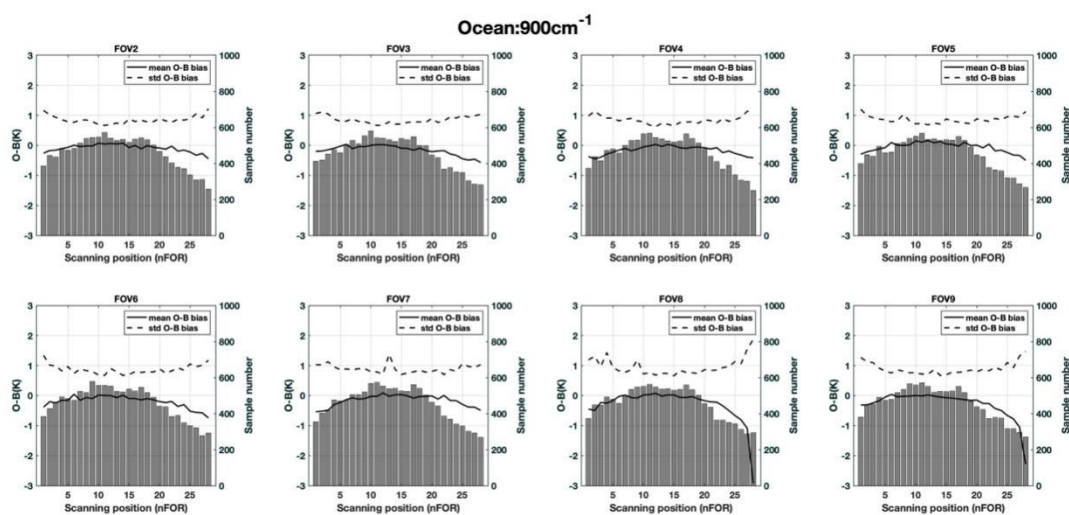 Ocean:900cm-1
FOV2
FOV3
FOV4
FOV5
3 1000 3 1000 3 1000 3 1000
mean O-B bias
std O-B bias
mean O-B bias
std O-B bias
mean O-B bias
std O-B bias
mean O-B bias
std O-B bias
2 800 2 800 2 800 2 800
1 600 1 600 1 600 1 600
0 0 0 0
-1 400 -1 400 -1 400 -1 400
-2 200 -2 200 -2 200 -2 200
-3 0 -3 0 -3 0 -3 0
O-B(K) Sample number O-B(K) Sample number O-B(K) Sample number O-B(K) Sample number
5 10 15 20 25 5 10 15 20 25 5 10 15 20 25 5 10 15 20 25
Scanning position (nFOR) Scanning position (nFOR) Scanning position (nFOR) Scanning position (nFOR)
FOV6
FOV7
FOV8
FOV9
3 1000 3 1000 3 1000 3 1000
mean O-B bias
std O-B bias
mean O-B bias
std O-B bias
mean O-B bias
std O-B bias
mean O-B bias
std O-B bias
2 800 2 800 2 800 2 800
1 600 1 600 1 600 1 600
0 0 0 0
-1 400 -1 400 -1 400 -1 400
-2 200 -2 200 -2 200 -2 200
-3 0 -3 0 -3 0 -3 0
O-B(K) Sample number O-B(K) Sample number O-B(K) Sample number O-B(K) Sample number
5 10 15 20 25 5 10 15 20 25 5 10 15 20 25 5 10 15 20 25
Scanning position (nFOR) Scanning position (nFOR) Scanning position (nFOR) Scanning position (nFOR)